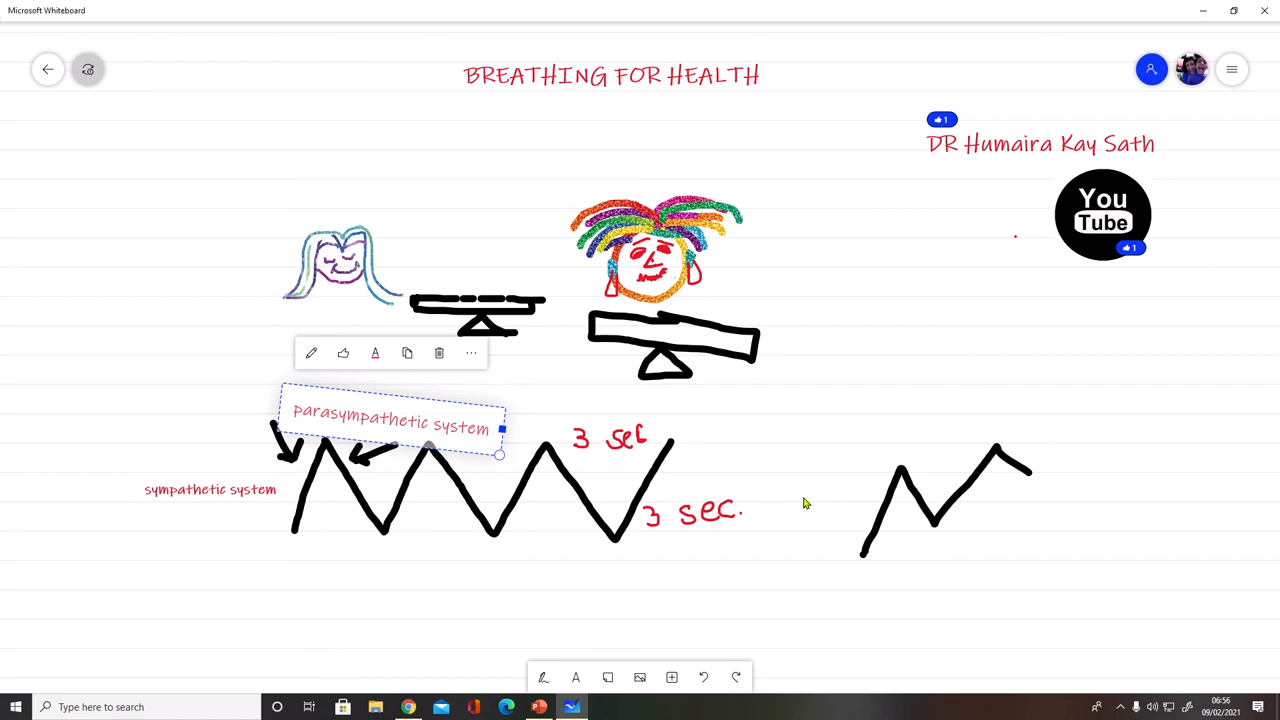 Microsoft Whiteboard
BREATHING FOR HEALTH
1
DR Humaira Kay Sath
You
Tube
1
parasympathetic system
3 sec
sympathetic system
3 sec.
Type here to search
06:56
09/02/2021